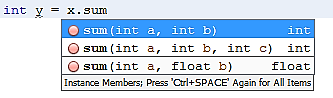 int y = x.sum
sum(int a, int b) int
sum(int a, int b, int c) int
sum(int a, float b) float
Instance Members; Press 'Ctrl+SPACE' Again for All Items